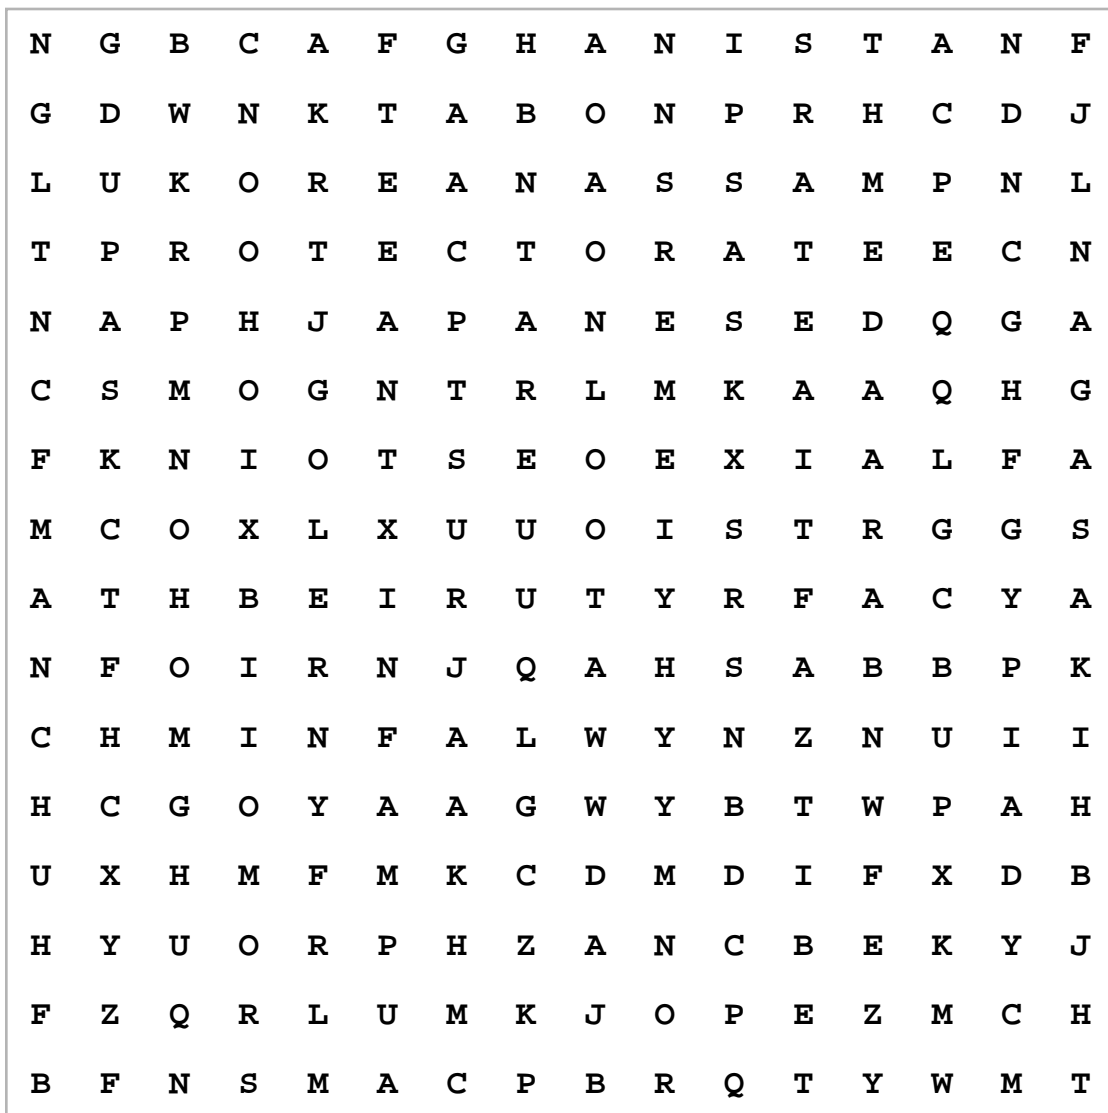 N G B C A F G H A N I S T A N F
G D W N K T A B O N P R H C D J
L U K O R E A N A S S A M P N L
T P R O T E C T O R A T E E C N
N A P H J A P A N E S E D Q G A
C S M O G N T R L M K A A Q H G
F K N I O T S E O E X I A L F A
M C O X L X U U O I S T R G G S
A T H B E I R U T Y R F A C Y A
N F O I R N J Q A H S A B B P K
C H M I N F A L W Y N Z N U I I
H C G O Y A A G W Y B T W P A H
U X H M F M K C D M D I F X D B
H Y U O R P H Z A N C B E K Y J
F Z Q R L U M K J O P E Z M C H
B F N S M A C P B R Q T Y W M T